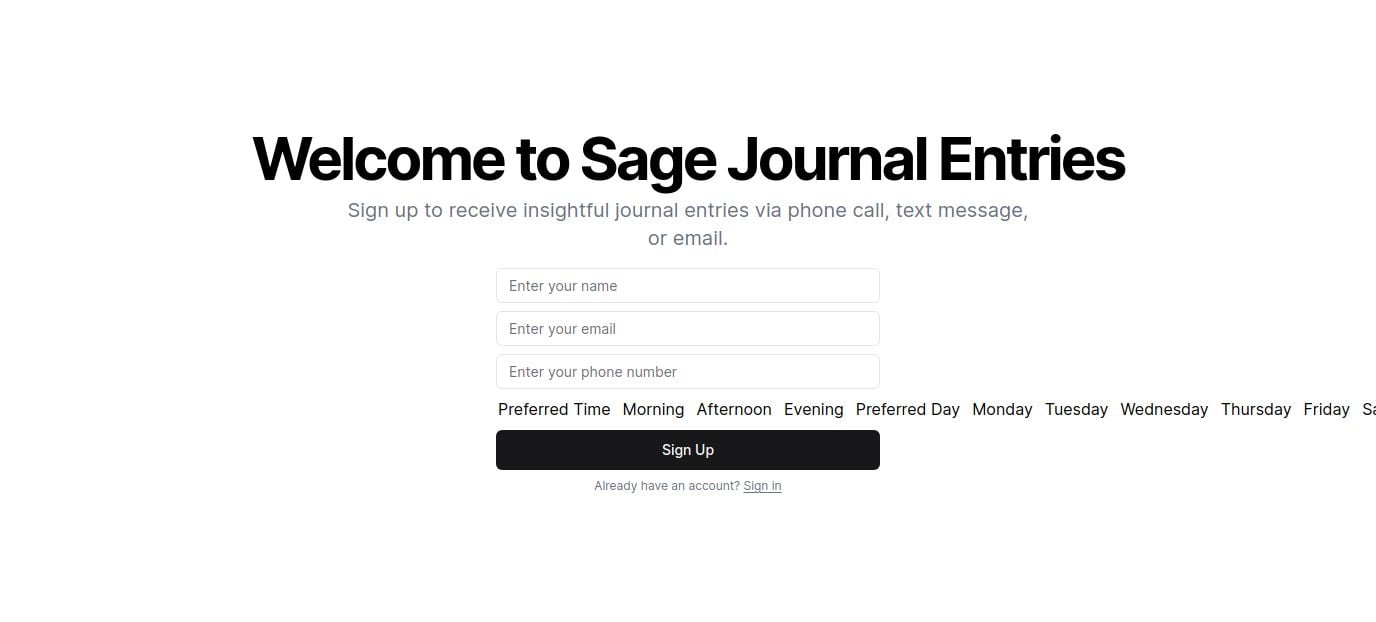 Welcome to Sage Journal Entries
Sign up to receive insightful journal entries via phone call, text message,
or email.
Enter your name
Enter your email
Enter your phone number
Preferred Time Morning Afternoon Evening Preferred Day Monday Tuesday Wednesday Thursday Friday
Sign Up
Already have an account? Sign in